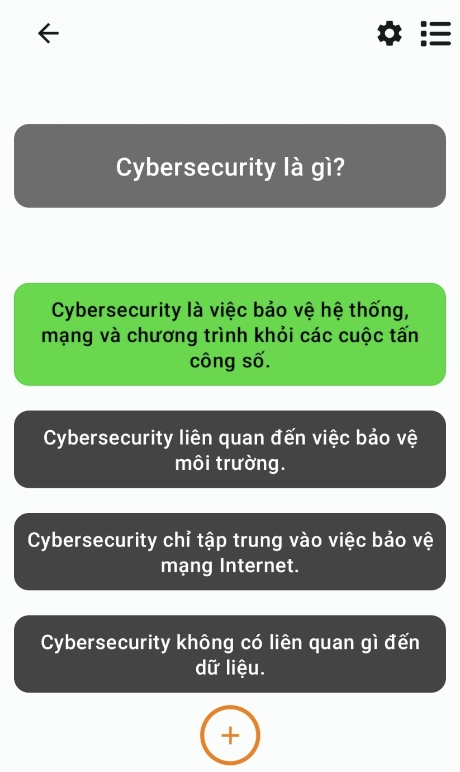 Cybersecurity là gì?
Cybersecurity là việc bảo vệ hệ thống,
mạng và chương trình khỏi các cuộc tấn
công số.
Cybersecurity liên quan đến việc bảo vệ
môi trường.
Cybersecurity chỉ tập trung vào việc bảo vệ
mạng Internet.
Cybersecurity không có liên quan gì đến
dữ liệu.